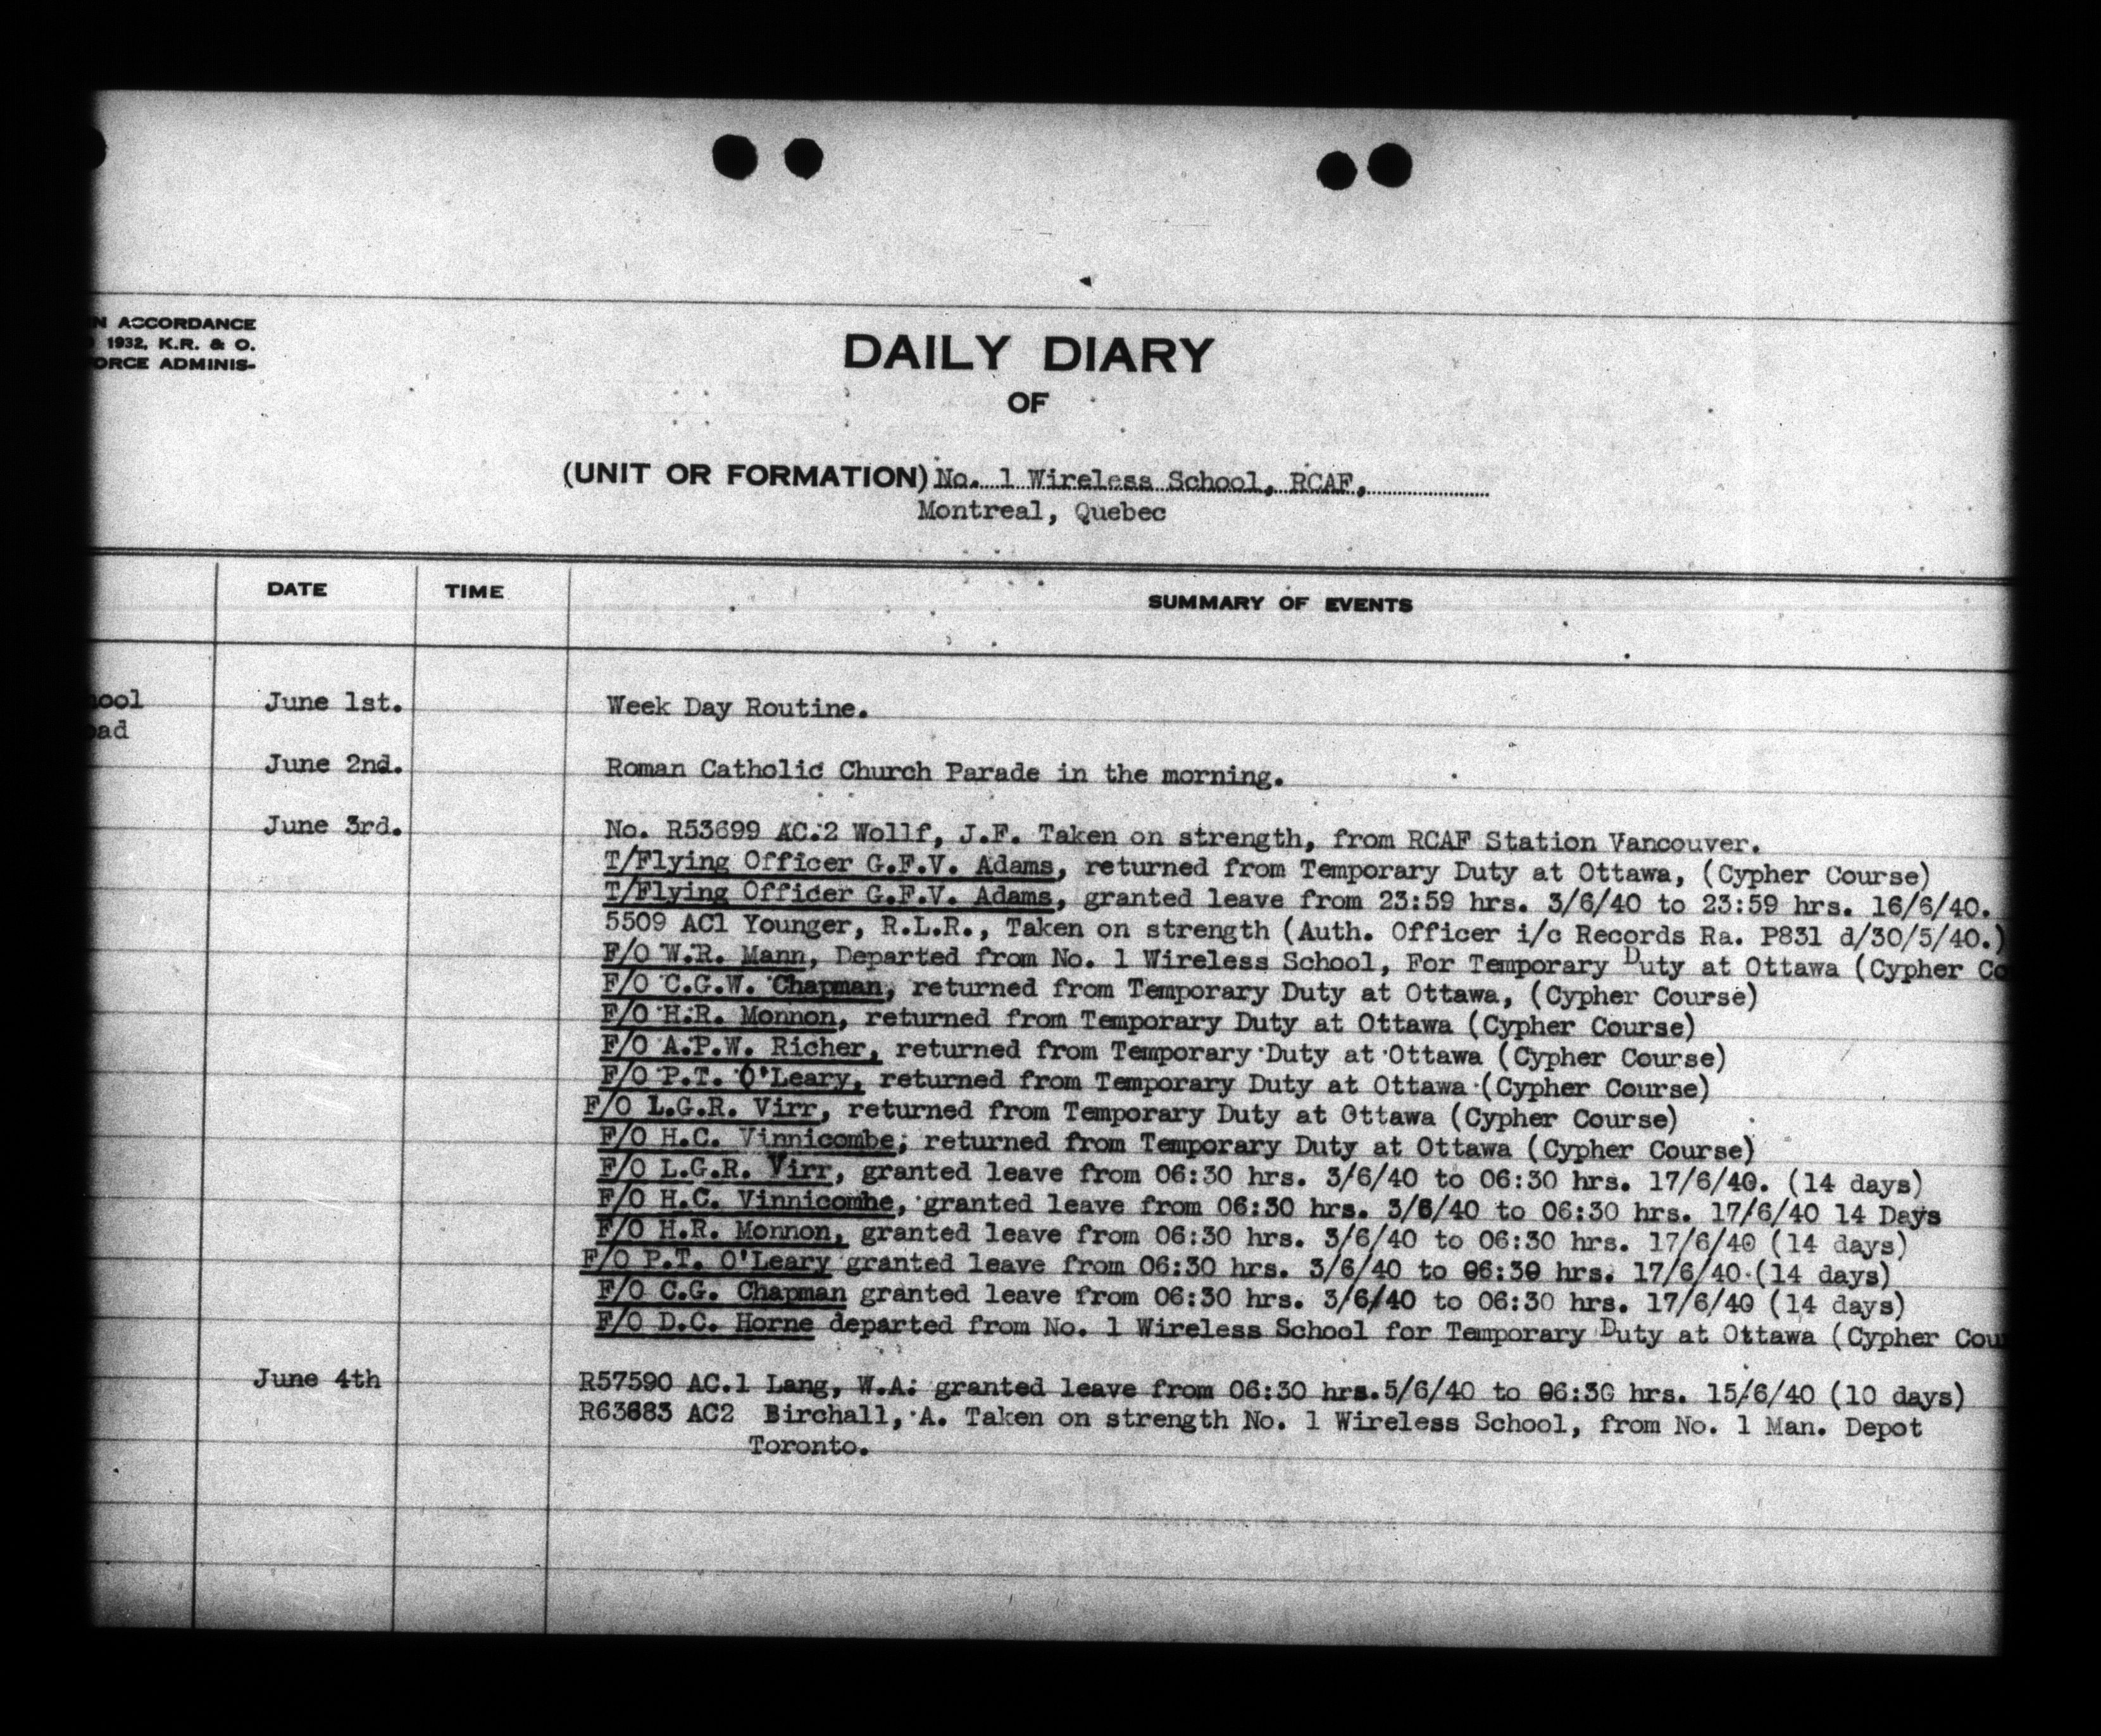 N ACCORDANCE
1932, K.R. & O.
ORCE ADMINIS-
DAILY DIARY
OF
(UNIT OR FORMATION) No. 1 Wireless School, RCAF,
Montreal, Quebec
DATE TIME SUMMARY OF EVENTS
hool June 1st. Week Day Routine.
oad
June 2nd. Roman Catholic Church Parade in the morning.
June 3rd. No. R53699 AC.2 Wollf, J.F. Taken on strength, from RCAF Station Vancouver.
T/Flying Officer G.F.V. Adams, returned from Temporary Duty at Ottawa, (Cypher Course)
T/Flying Officer G.F.V. Adams, granted leave from 23:59 hrs. 3/6/40 to 23:59 hrs. 16/6/40.
5509 AC1 Younger, R.L.R., Taken on strength (Auth. Officer i/c Records Ra. P831 d/30/5/40.)
F/O W.R. Mann, Departed from No. 1 Wireless School, For Temporary Duty at Ottawa (Cypher Co
F/O C.G.W. Chapman, returned from Temporary Duty at Ottawa, (Cypher Course)
F/O H.R. Monnon, returned from Temporary Duty at Ottawa (Cypher Course)
F/O A.P.W. Richer, returned from Temporary Duty at Ottawa (Cypher Course)
F/O P.T. O'Leary, returned from Temporary Duty at Ottawa (Cypher Course)
F/O L.G.R. Virr, returned from Temporary Duty at Ottawa (Cypher Course)
F/O H.C. Vinnicombe, returned from Temporary Duty at Ottawa (Cypher Course)
F/O L.G.R. Virr, granted leave from 06:30 hrs. 3/6/40 to 06:30 hrs. 17/6/40. (14 days)
F/O H.C. Vinnicombe, granted leave from 06:30 hrs. 3/6/40 to 06:30 hrs. 17/6/40 14 Days
F/O H.R. Monnon, granted leave from 06:30 hrs. 3/6/40 to 06:30 hrs. 17/6/40 (14 days)
F/O P.T. O'Leary granted leave from 06:30 hrs. 3/6/40 to 06:30 hrs. 17/6/40 (14 days)
F/O C.G. Chapman granted leave from 06:30 hrs. 3/6/40 to 06:30 hrs. 17/6/40 (14 days)
F/O D.C. Horne departed from No. 1 Wireless School for Temporary Duty at Ottawa (Cypher Cou
June 4th R57590 AC.1 Lang, W.A. granted leave from 06:30 hrs.5/6/40 to 06:30 hrs. 15/6/40 (10 days)
R63683 AC2 Birchall, A. Taken on strength No. 1 Wireless School, from No. 1 Man. Depot
Toronto.